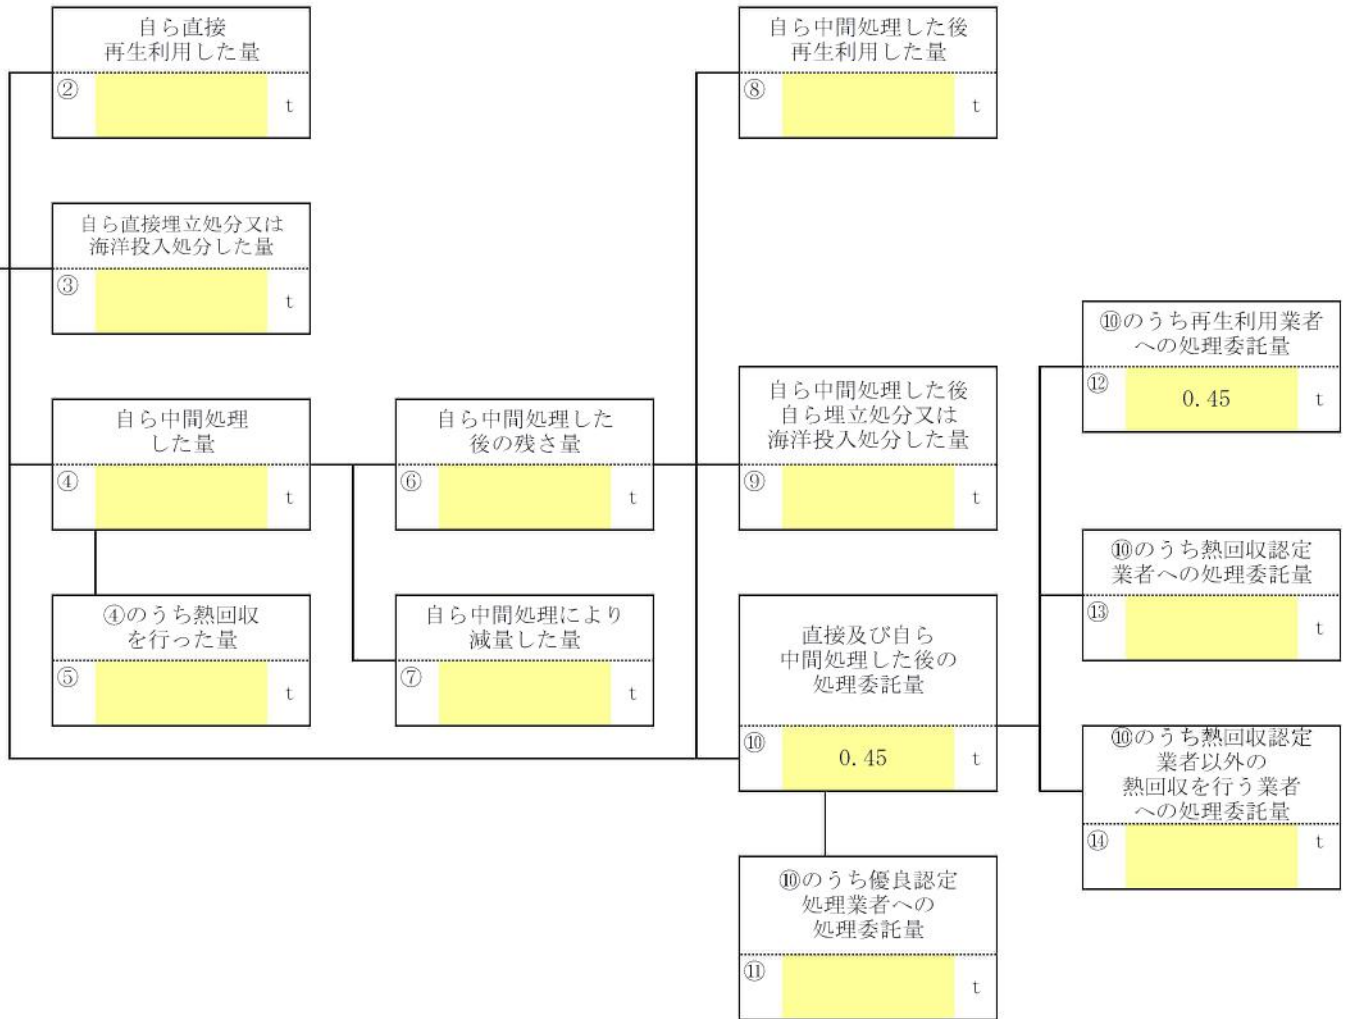 自ら直接
再生利用した量
②
t
自ら中間処理した後
再生利用した量
⑧
t
自ら直接埋立処分又は
海洋投入処分した量
③
t
⑩のうち再生利用業者
への処理委託量
⑫
0.45
t
自ら中間処理
した量
④
t
自ら中間処理した
後の残さ量
⑥
t
自ら中間処理した後
自ら埋立処分又は
海洋投入処分した量
⑨
t
⑩のうち熱回収認定
業者への処理委託量
⑬
t
④のうち熱回収
を行った量
⑤
t
自ら中間処理により
減量した量
⑦
t
直接及び自ら
中間処理した後の
処理委託量
⑩
0.45
t
⑩のうち熱回収認定
業者以外の
熱回収を行う業者
への処理委託量
⑭
t
⑩のうち優良認定
処理業者への
処理委託量
⑪
t